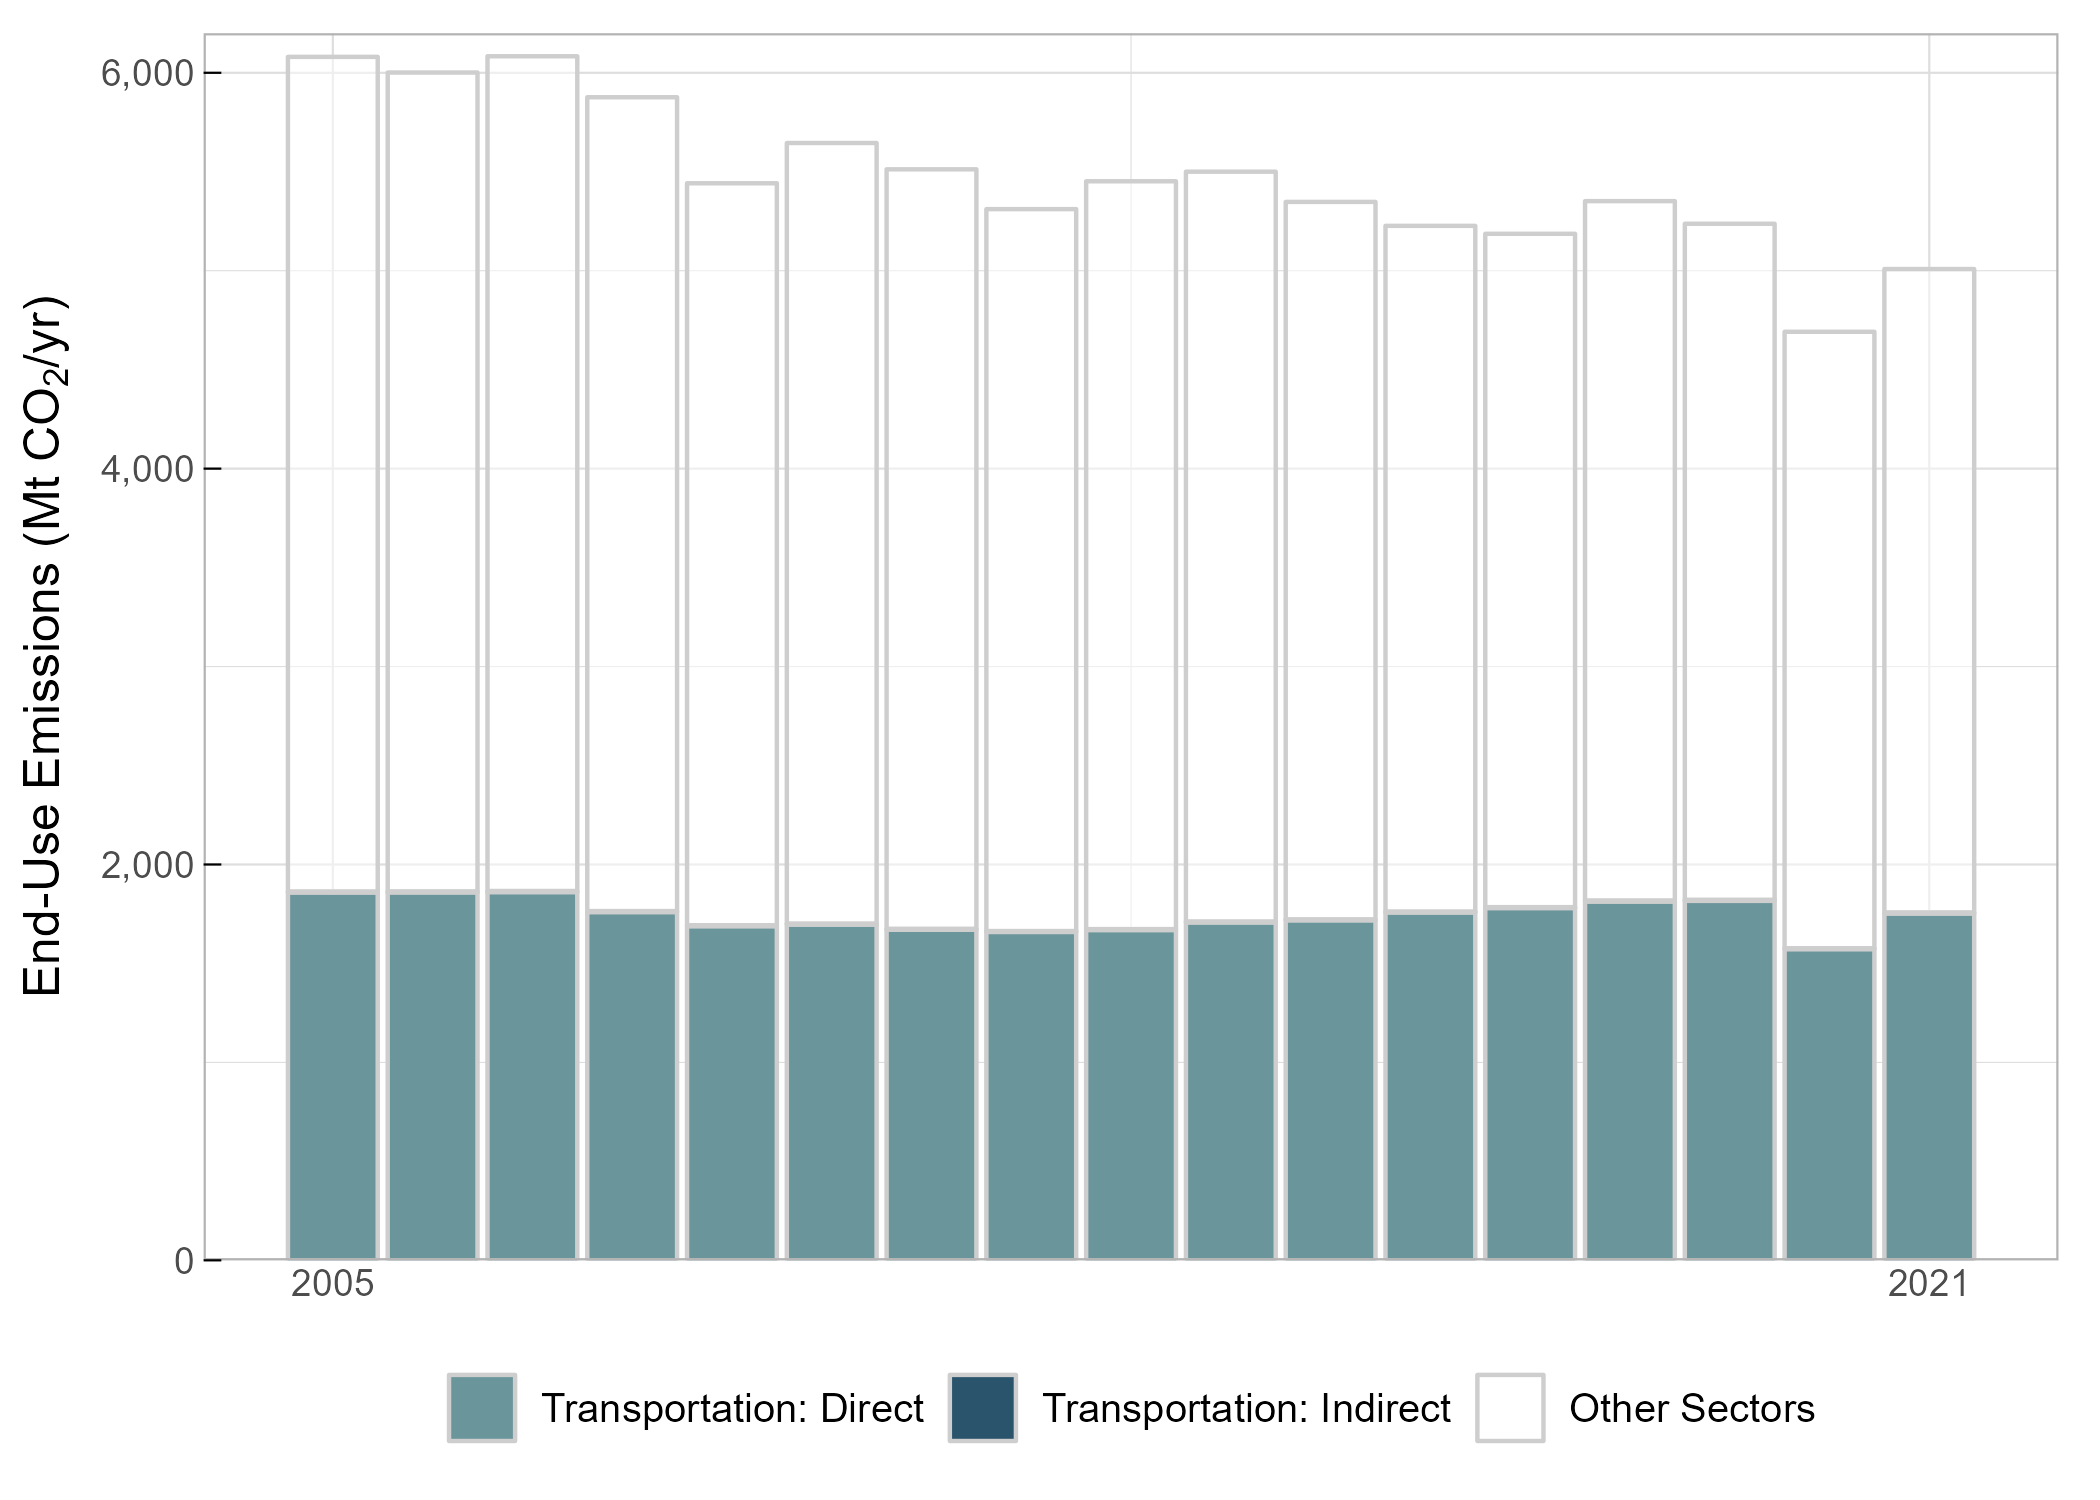 End-Use Emissions (Mt CO₂/yr)
6,000
4,000
2,000
0
2005 2021
Transportation: Direct Transportation: Indirect Other Sectors